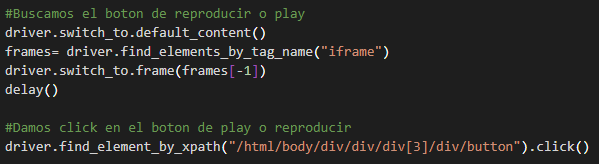 #Buscamos el boton de reproducir o play
driver.switch_to.default_content()
frames= driver.find_elements_by_tag_name("iframe")
driver.switch_to.frame(frames[-1])
delay()
#Damos click en el boton de play o reproducir
driver.find_element_by_xpath("/html/body/div/div/div[3]/div/button").click()